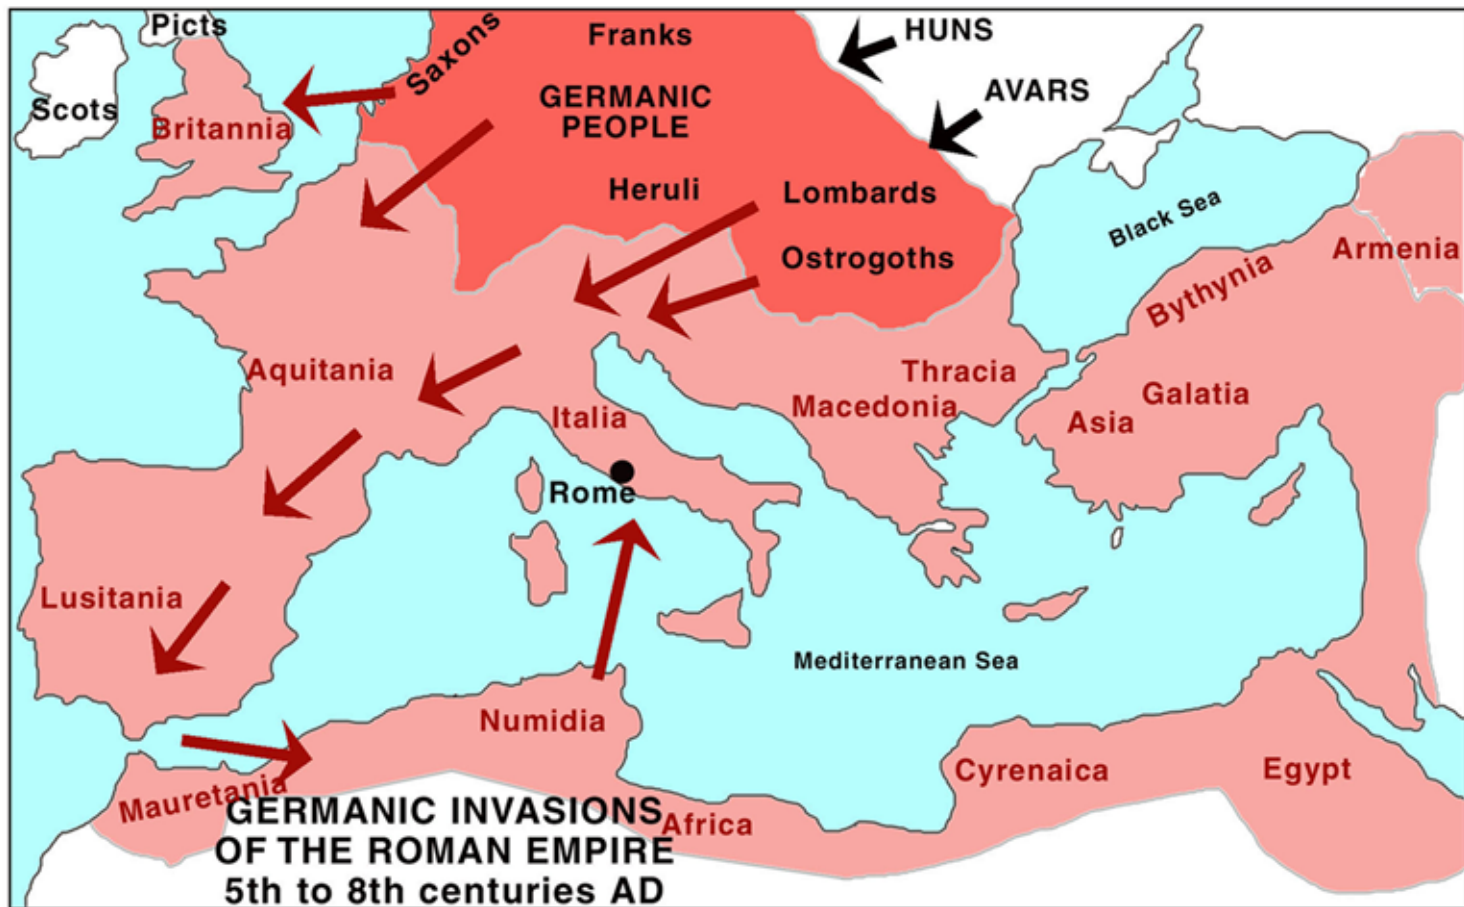 Picts
Franks
HUNS
Saxons
AVARS
GERMANIC
PEOPLE
Scots
Britannia
Heruli
Lombards
Black Sea
Ostrogoths
Armenia
Bythynia
Aquitania
Thracia
Galatia
Macedonia
Italia
Asia
Rome
Lusitania
Mediterranean Sea
Numidia
Cyrenaica
Egypt
Mauretania
Africa
GERMANIC INVASIONS
OF THE ROMAN EMPIRE
5th to 8th centuries AD